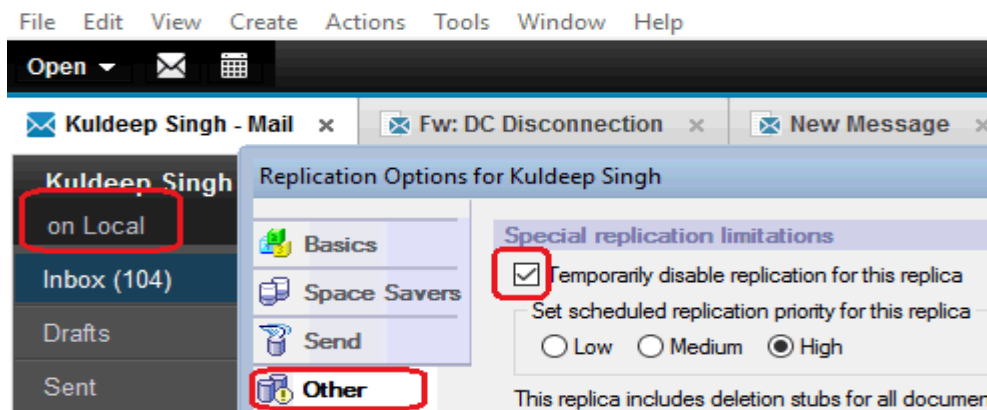 File Edit View Create Actions Tools Window Help
Open
Kuldeep Singh - Mail x Fw: DC Disconnection x New Message x
Kuldeep Singh
on Local
Inbox (104)
Drafts
Sent
Replication Options for Kuldeep Singh
Basics
Space Savers
Send
Other
Special replication limitations
Temporarily disable replication for this replica
Set scheduled replication priority for this replica
Low Medium High
This replica includes deletion stubs for all documen